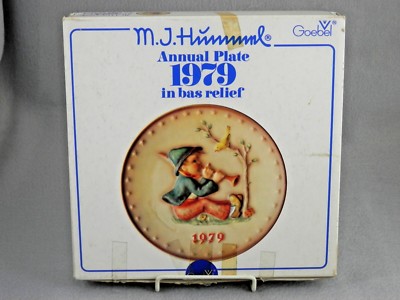 M.J.Hummel®
Goebel®
Annual Plate
1979
in bas relief
1979